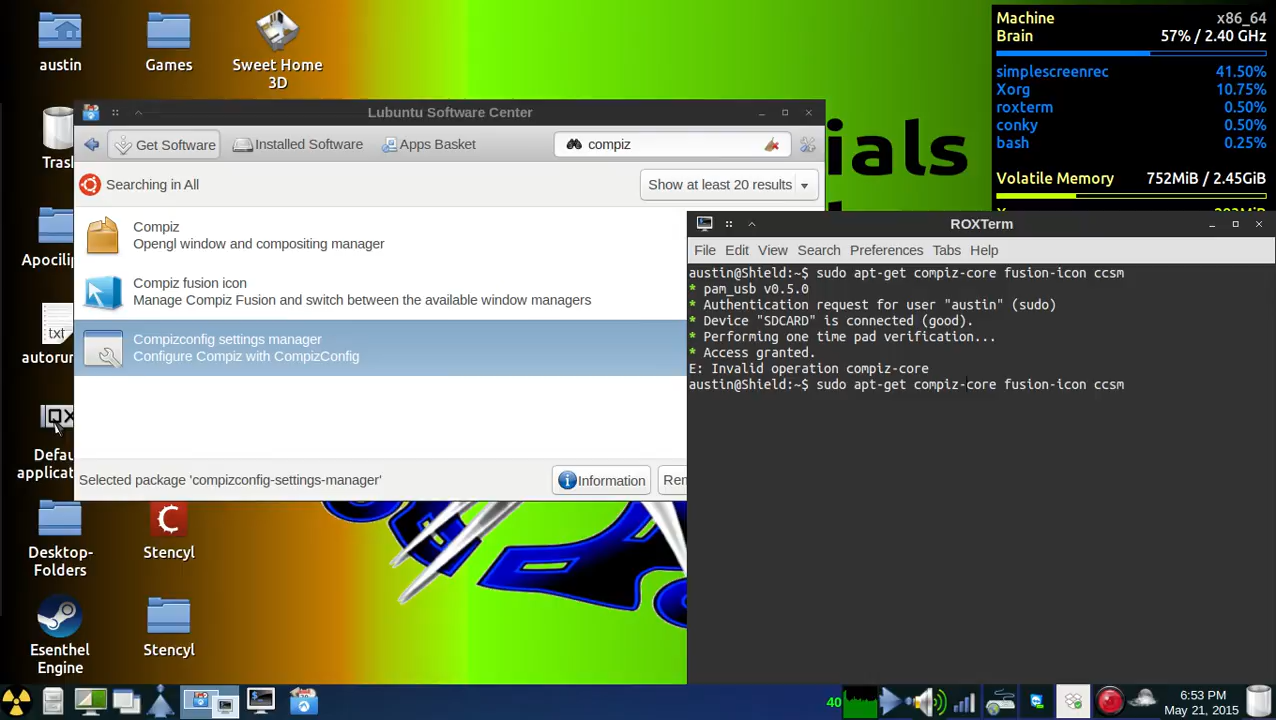 austin
Games
Sweet Home
3D
Machine x86_64
Brain 57% / 2.40 GHz
simplescreenrec 41.50%
Xorg 10.75%
roxterm 0.50%
conky 0.50%
bash 0.25%
Volatile Memory 752MiB / 2.45GiB
ials
Lubuntu Software Center
Get Software
Installed Software
Apps Basket
compiz
Searching in All
Show at least 20 results
Compiz
Opengl window and compositing manager
Compiz fusion icon
Manage Compiz Fusion and switch between the available window managers
Compizconfig settings manager
Configure Compiz with CompizConfig
Selected package 'compizconfig-settings-manager'
Information
Ren
ROXTerm
File Edit View Search Preferences Tabs Help
austin@Shield:~$ sudo apt-get compiz-core fusion-icon ccsm
* pam_usb v0.5.0
* Authentication request for user "austin" (sudo)
* Device "SDCARD" is connected (good).
* Performing one time pad verification...
* Access granted.
E: Invalid operation compiz-core
austin@Shield:~$ sudo apt-get compiz-core fusion-icon ccsm
Trash
Apocilip
txt
autorun
Defau
applicat
Desktop-
Folders
Stencyl
Esenthel
Engine
Stencyl
40
6:53 PM
May 21, 2015